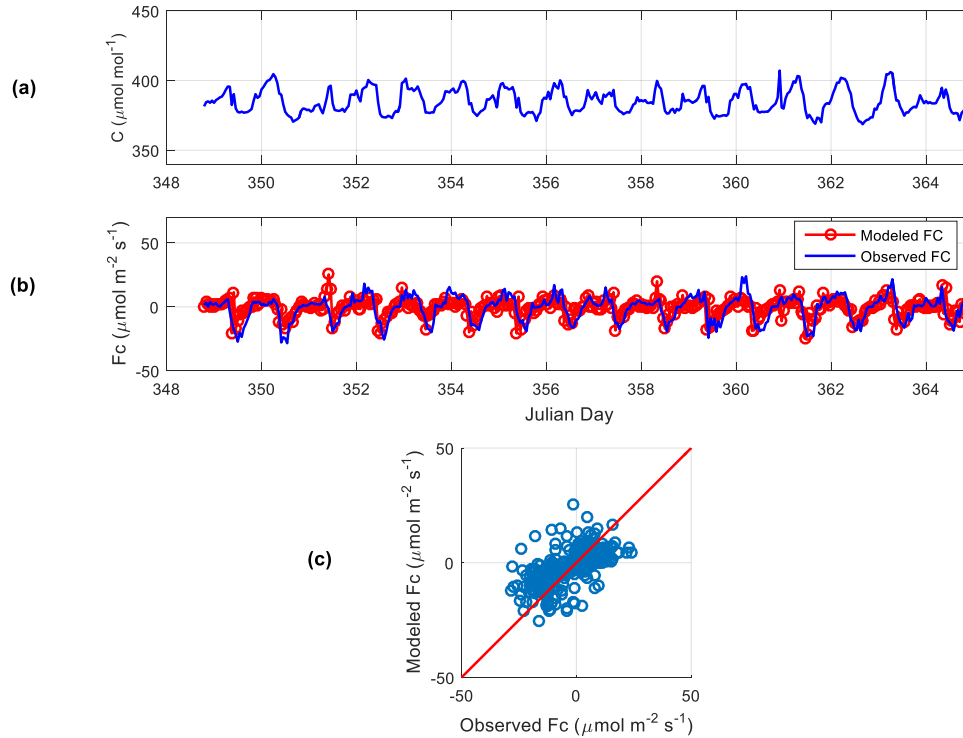 (a)
C (μmol mol⁻¹)
450
400
350
348 350 352 354 356 358 360 362 364
(b)
Fc (μmol m⁻² s⁻¹)
50
0
-50
Modeled FC
Observed FC
348 350 352 354 356 358 360 362 364
Julian Day
(c)
Modeled Fc (μmol m⁻² s⁻¹)
50
0
-50
-50 0 50
Observed Fc (μmol m⁻² s⁻¹)